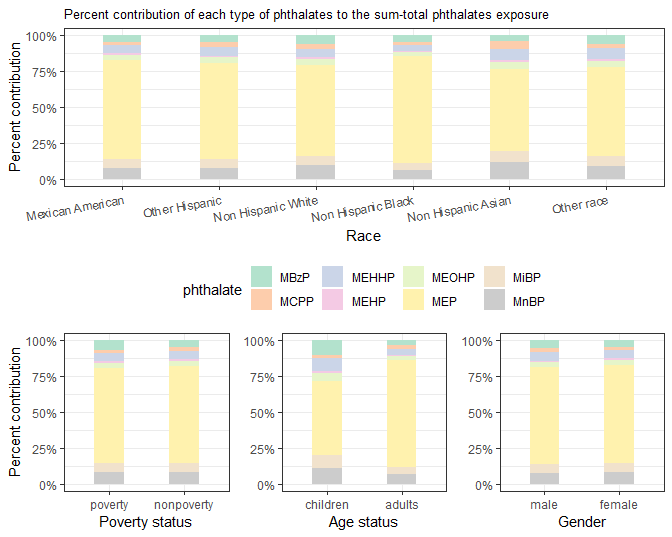 Percent contribution of each type of phthalates to the sum-total phthalates exposure
Percent contribution
100%
75%
50%
25%
0%
Mexican American
Other Hispanic
Non Hispanic White
Non Hispanic Black
Non Hispanic Asian
Other race
Race
phthalate
MBzP
MEHHP
MEOHP
MiBP
MCPP
MEHP
MEP
MnBP
Percent contribution
100%
75%
50%
25%
0%
poverty nonpoverty
Poverty status
100%
75%
50%
25%
0%
children adults
Age status
100%
75%
50%
25%
0%
male female
Gender